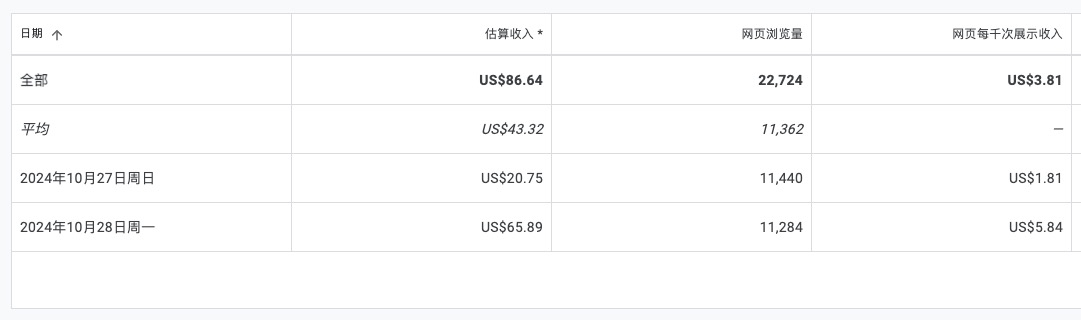 日期 ↑ 估算收入 * 网页浏览量 网页每千次展示收入
全部 US$86.64 22,724 US$3.81
平均 US$43.32 11,362 —
2024年10月27日周日 US$20.75 11,440 US$1.81
2024年10月28日周一 US$65.89 11,284 US$5.84